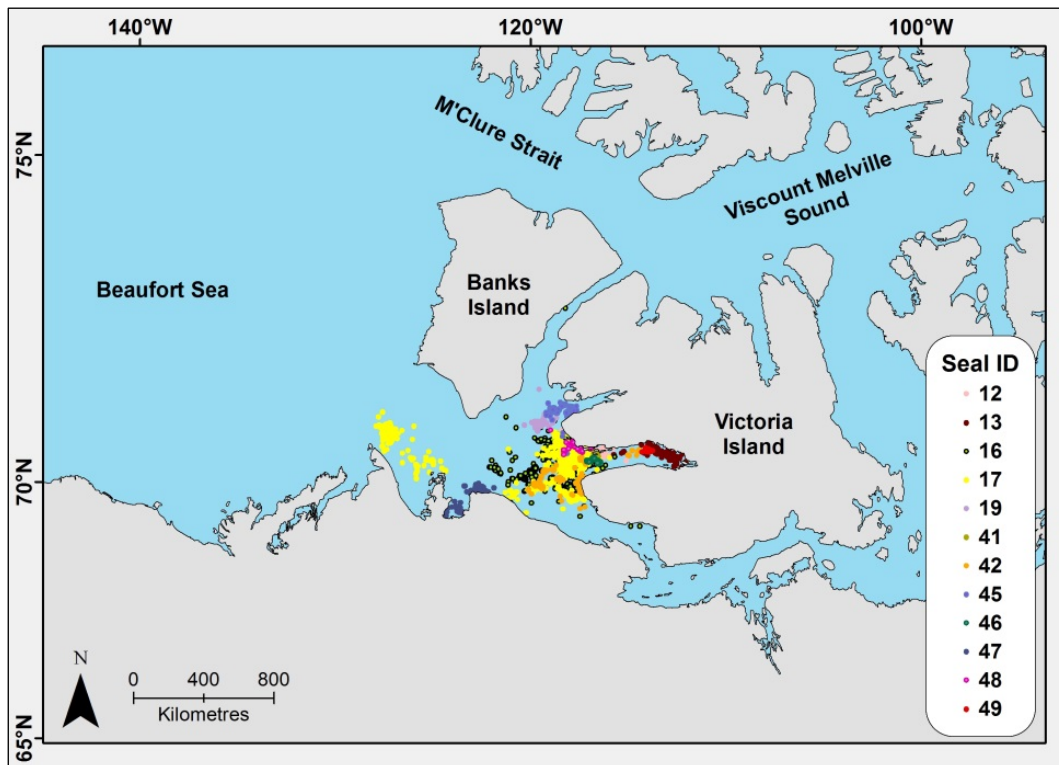 140°W
120°W
100°W
75°N
70°N
65°N
M'Clure Strait
Viscount Melville
Sound
Beaufort Sea
Banks
Island
Victoria
Island
Seal ID
12
13
16
17
19
41
42
45
46
47
48
49
N
0 400 800
Kilometres